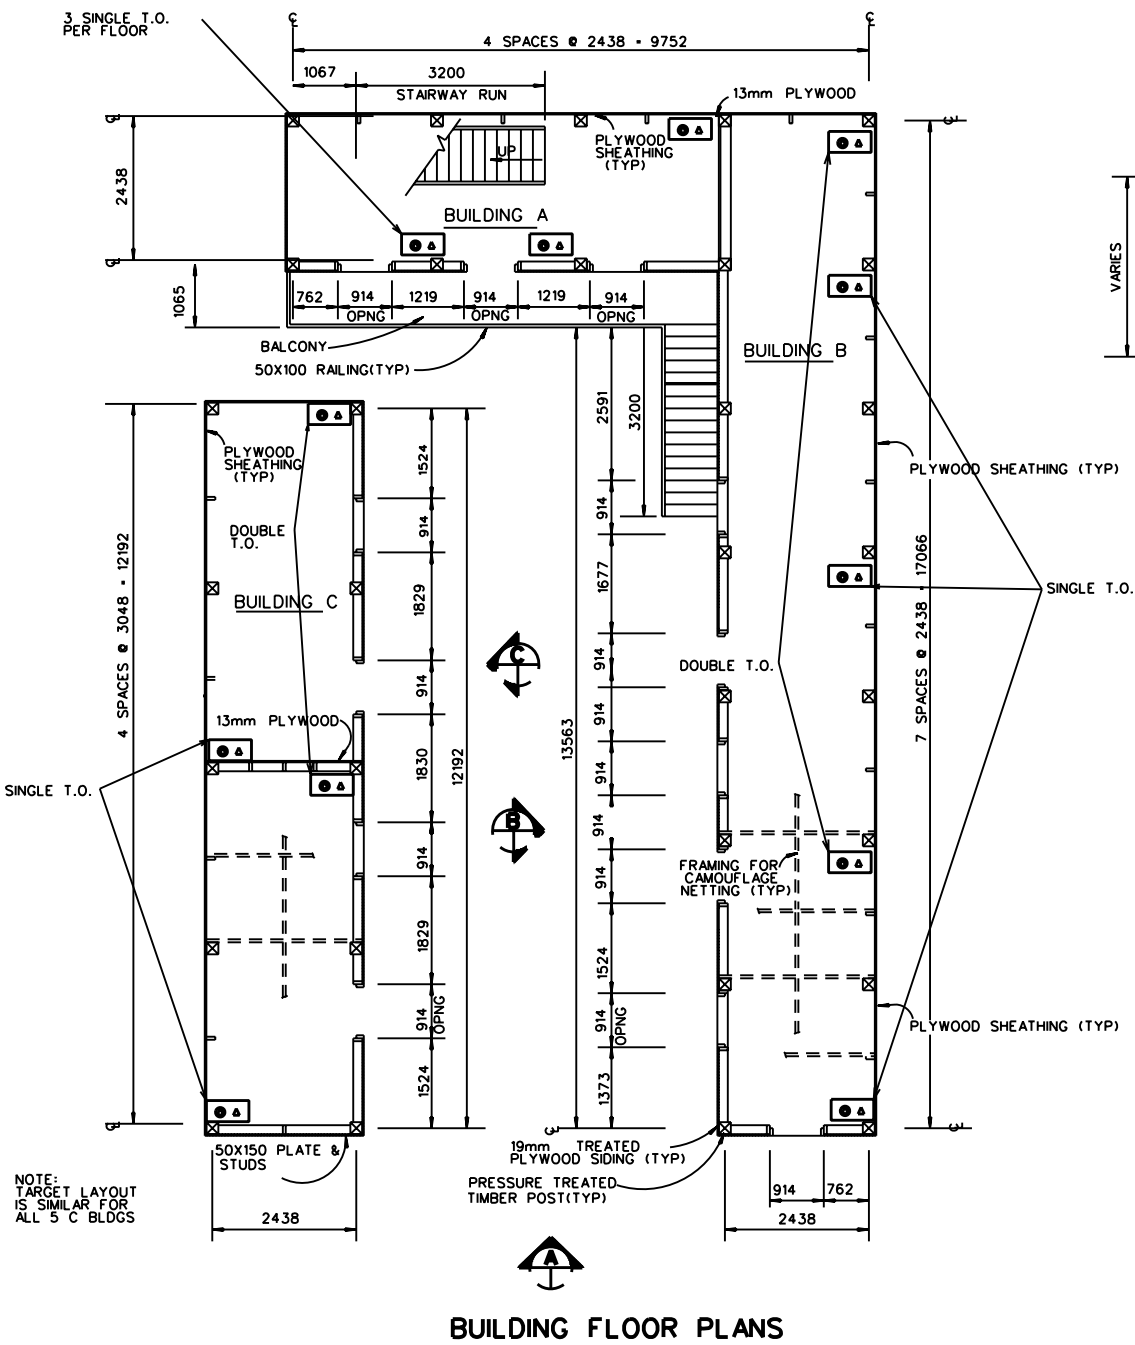 3 SINGLE T.O.
PER FLOOR
℄
℄
4 SPACES @ 2438 = 9752
1067
3200
STAIRWAY RUN
13mm PLYWOOD
℄
℄
PLYWOOD
SHEATHING
(TYP)
UP
2438
BUILDING A
VARIES
℄
1065
762
914
1219
914
1219
914
OPNG
OPNG
OPNG
BALCONY
50X100 RAILING(TYP)
BUILDING B
2591
3200
1524
PLYWOOD
SHEATHING
(TYP)
PLYWOOD SHEATHING (TYP)
914
914
DOUBLE
T.O.
4 SPACES @ 3048 = 12192
7 SPACES @ 2438 = 17066
1677
1829
SINGLE T.O.
BUILDING C
C
914
DOUBLE T.O.
914
914
13mm PLYWOOD
13563
12192
1830
914
SINGLE T.O.
B
914
914
914
FRAMING FOR
CAMOUFLAGE
NETTING (TYP)
1829
1524
914
OPNG
914
OPNG
PLYWOOD SHEATHING (TYP)
1524
1373
℄
℄
℄
50X150 PLATE &
STUDS
19mm TREATED
PLYWOOD SIDING (TYP)
PRESSURE TREATED
TIMBER POST(TYP)
NOTE:
TARGET LAYOUT
IS SIMILAR FOR
ALL 5 C BLDGS
914
762
2438
2438
A
BUILDING FLOOR PLANS